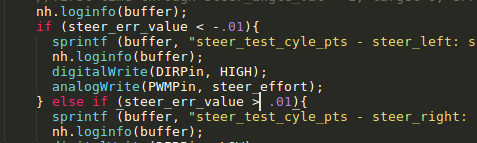 nh.loginfo(buffer);
if (steer_err_value < -.01){
sprintf (buffer, "steer_test_cyle_pts - steer_left: s
nh.loginfo(buffer);
digitalWrite(DIRPin, HIGH);
analogWrite(PWMPin, steer_effort);
} else if (steer_err_value > .01){
sprintf (buffer, "steer_test_cyle_pts - steer_right:
nh.loginfo(buffer);